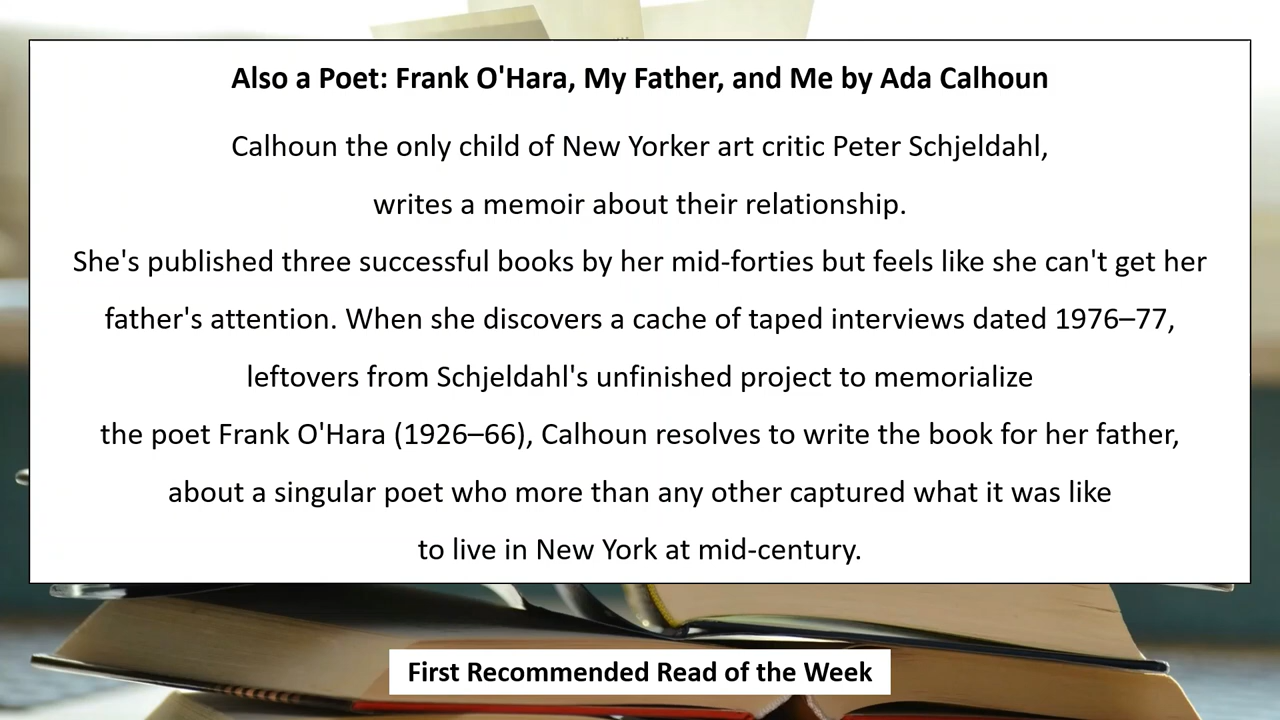 Also a Poet: Frank O'Hara, My Father, and Me by Ada Calhoun
Calhoun the only child of New Yorker art critic Peter Schjeldahl,
writes a memoir about their relationship.
She's published three successful books by her mid-forties but feels like she can't get her
father's attention. When she discovers a cache of taped interviews dated 1976–77,
leftovers from Schjeldahl's unfinished project to memorialize
the poet Frank O'Hara (1926–66), Calhoun resolves to write the book for her father,
about a singular poet who more than any other captured what it was like
to live in New York at mid-century.
First Recommended Read of the Week